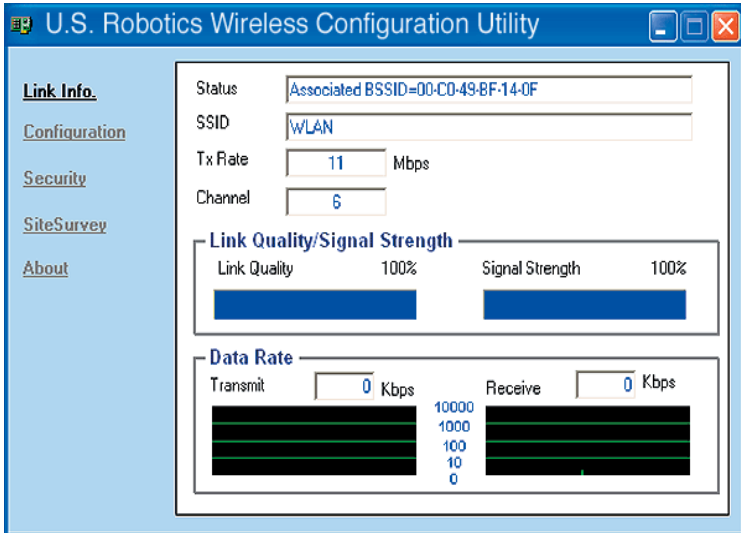 U.S. Robotics Wireless Configuration Utility
Link Info.
Configuration
Security
SiteSurvey
About
Status Associated BSSID=00-C0-49-BF-14-0F
SSID WLAN
Tx Rate 11 Mbps
Channel 6
Link Quality/Signal Strength
Link Quality 100% Signal Strength 100%
Data Rate
Transmit 0 Kbps Receive 0 Kbps
10000
1000
100
10
0